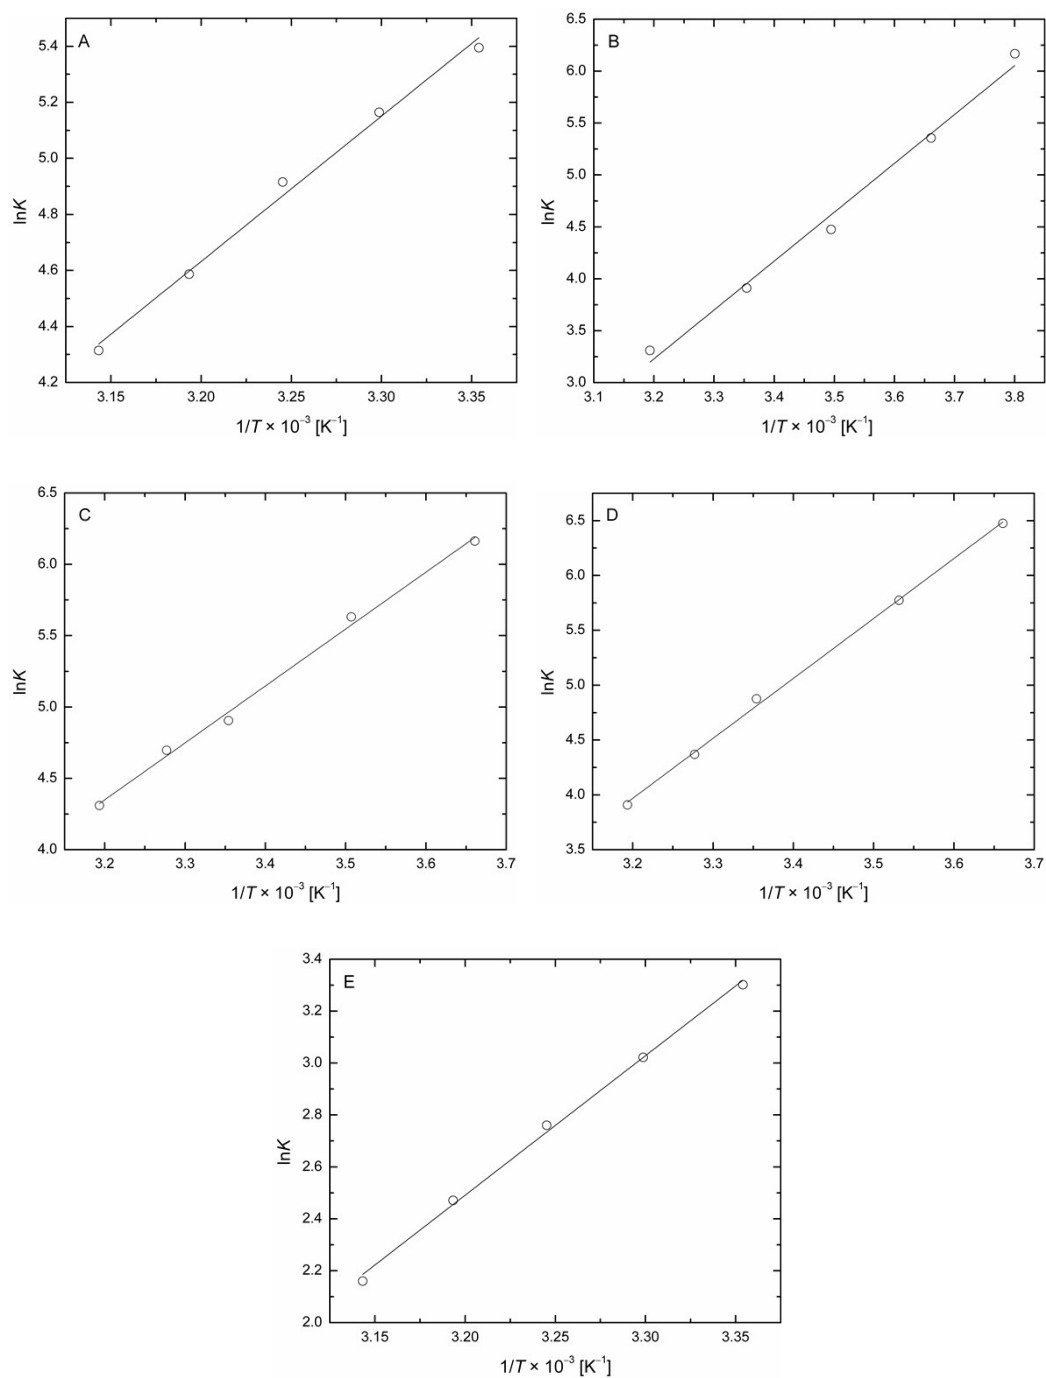 A
lnK
5.4
5.2
5.0
4.8
4.6
4.4
4.2
3.15 3.20 3.25 3.30 3.35
1/T × 10⁻³ [K⁻¹]
B
lnK
6.5
6.0
5.5
5.0
4.5
4.0
3.5
3.0
3.1 3.2 3.3 3.4 3.5 3.6 3.7 3.8
1/T × 10⁻³ [K⁻¹]
C
lnK
6.5
6.0
5.5
5.0
4.5
4.0
3.2 3.3 3.4 3.5 3.6 3.7
1/T × 10⁻³ [K⁻¹]
D
lnK
6.5
6.0
5.5
5.0
4.5
4.0
3.5
3.2 3.3 3.4 3.5 3.6 3.7
1/T × 10⁻³ [K⁻¹]
E
lnK
3.4
3.2
3.0
2.8
2.6
2.4
2.2
2.0
3.15 3.20 3.25 3.30 3.35
1/T × 10⁻³ [K⁻¹]